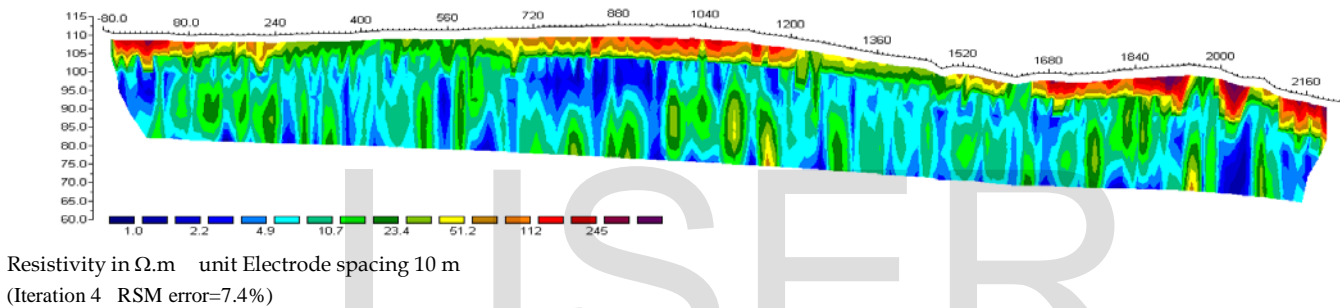 -80.0 80.0 240 400 560 720 880 1040 1200 1360 1520 1680 1840 2000 2160
115
110
105
100
95.0
90.0
85.0
80.0
75.0
70.0
65.0
60.0
1.0 2.2 4.9 10.7 23.4 51.2 112 245
IJSER
Resistivity in Ω.m unit Electrode spacing 10 m
(Iteration 4 RSM error=7.4%)